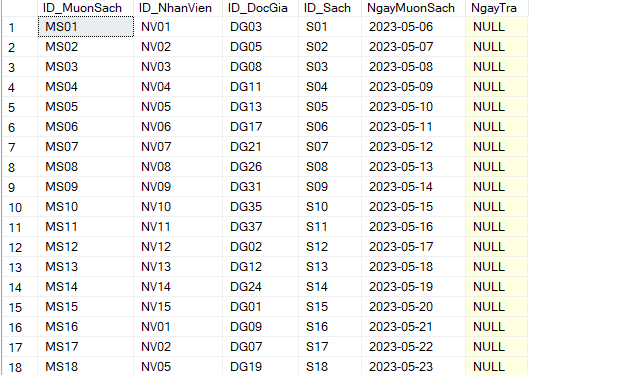 ID_MuonSach ID_NhanVien ID_DocGia ID_Sach NgayMuonSach NgayTra
1 MS01 NV01 DG03 S01 2023-05-06 NULL
2 MS02 NV02 DG05 S02 2023-05-07 NULL
3 MS03 NV03 DG08 S03 2023-05-08 NULL
4 MS04 NV04 DG11 S04 2023-05-09 NULL
5 MS05 NV05 DG13 S05 2023-05-10 NULL
6 MS06 NV06 DG17 S06 2023-05-11 NULL
7 MS07 NV07 DG21 S07 2023-05-12 NULL
8 MS08 NV08 DG26 S08 2023-05-13 NULL
9 MS09 NV09 DG31 S09 2023-05-14 NULL
10 MS10 NV10 DG35 S10 2023-05-15 NULL
11 MS11 NV11 DG37 S11 2023-05-16 NULL
12 MS12 NV12 DG02 S12 2023-05-17 NULL
13 MS13 NV13 DG12 S13 2023-05-18 NULL
14 MS14 NV14 DG24 S14 2023-05-19 NULL
15 MS15 NV15 DG01 S15 2023-05-20 NULL
16 MS16 NV01 DG09 S16 2023-05-21 NULL
17 MS17 NV02 DG07 S17 2023-05-22 NULL
18 MS18 NV05 DG19 S18 2023-05-23 NULL